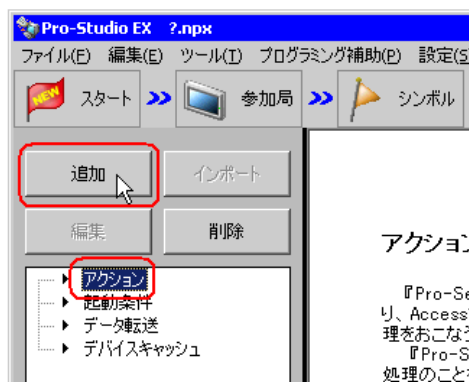 Pro-Studio EX ?.npx
ファイル(F) 編集(E) ツール(T) プログラミング補助(P) 設定(S
NEW スタート 参加局 シンボル
追加 インポート
編集 削除
アクション
起動条件
データ転送
デバイスキャッシュ
アクション
『Pro-Se
り、Access
理をおこなう
『Pro-S
処理のことを